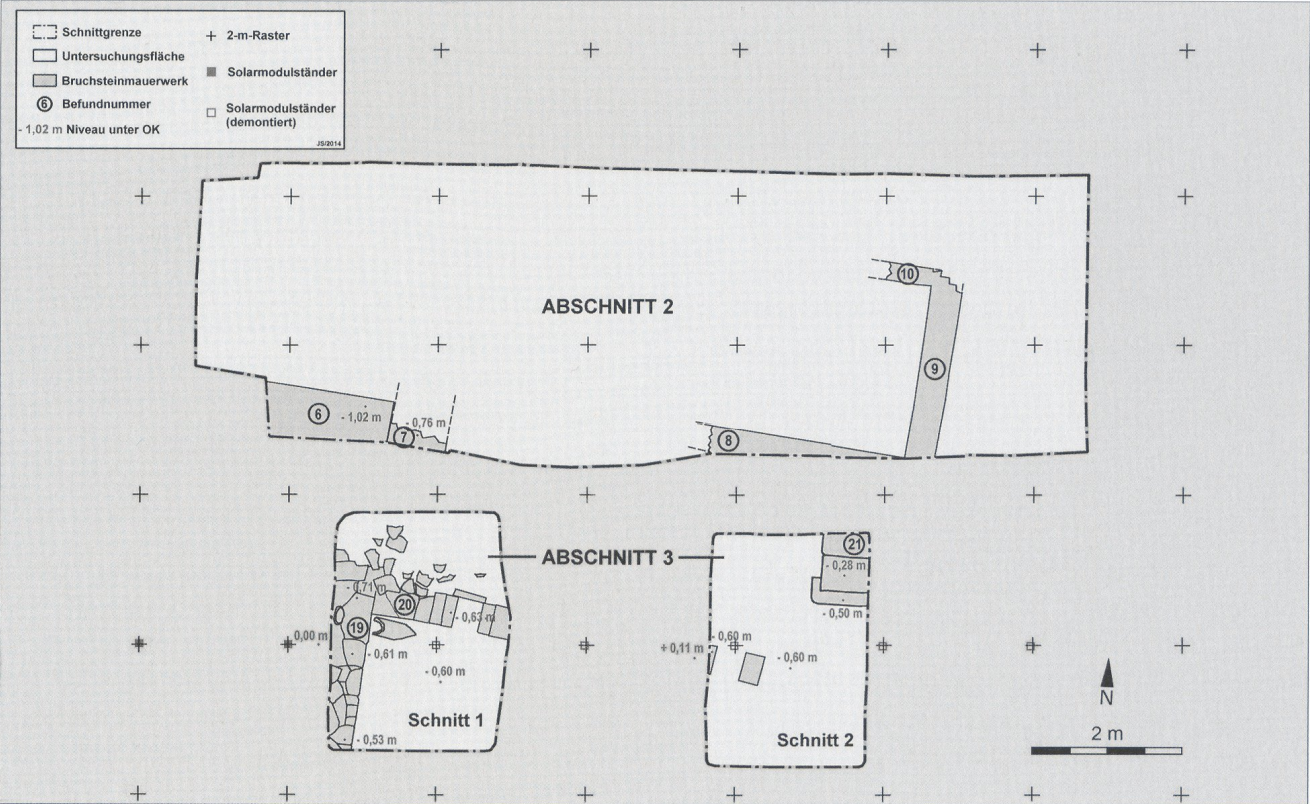 Schnittgrenze
Untersuchungsfläche
Bruchsteinmauerwerk
6 Befundnummer
- 1,02 m Niveau unter OK
2-m-Raster
Solarmodulständer
Solarmodulständer
(demontiert)
JS/2014
10
ABSCHNITT 2
9
6
- 1,02 m
- 0,76 m
7
8
ABSCHNITT 3
21
- 0,28 m
- 0,71 m
20
- 0,63 m
- 0,50 m
19
0,00 m
- 0,61 m
- 0,60 m
+ 0,11 m
- 0,60 m
- 0,60 m
Schnitt 1
- 0,53 m
Schnitt 2
N
2 m